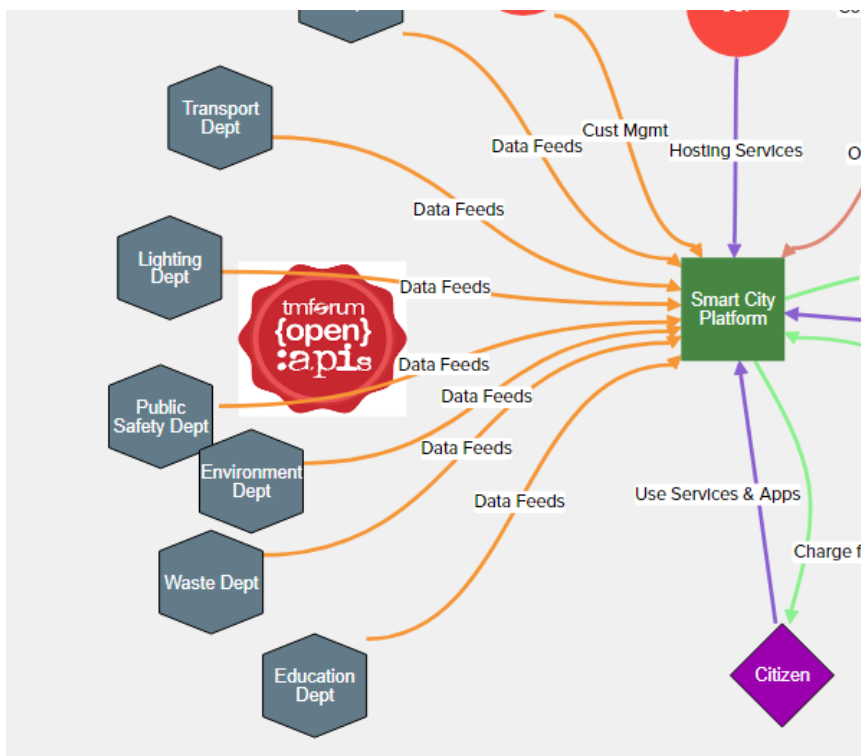 Transport
Dept
Data Feeds
Cust Mgmt
Hosting Services
Data Feeds
Lighting
Dept
Data Feeds
Smart City
Platform
tmforum
{open}
:apis
Data Feeds
Public
Safety Dept
Data Feeds
Environment
Dept
Data Feeds
Use Services & Apps
Data Feeds
Charge f
Waste Dept
Education
Dept
Citizen